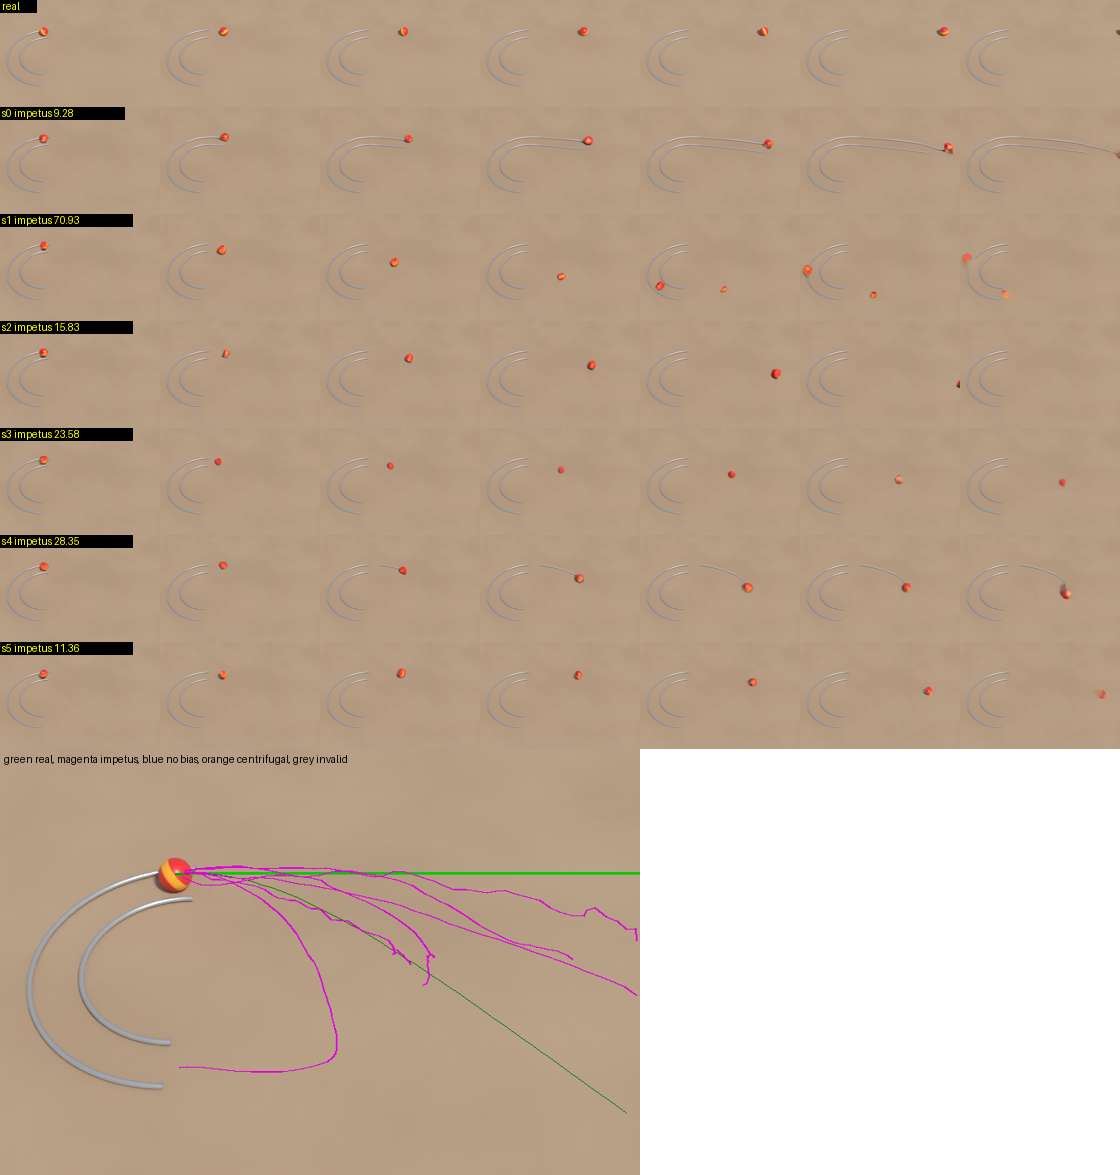 real
s0 impetus 9.28
s1 impetus 70.93
s2 impetus 15.83
s3 impetus 23.58
s4 impetus 28.35
s5 impetus 11.36
green real, magenta impetus, blue no bias, orange centrifugal, grey invalid